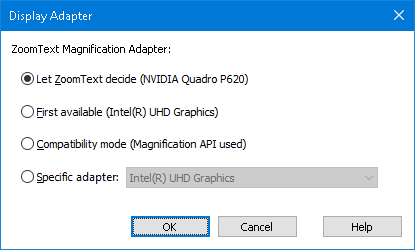 Display Adapter
ZoomText Magnification Adapter:
Let ZoomText decide (NVIDIA Quadro P620)
First available (Intel(R) UHD Graphics)
Compatibility mode (Magnification API used)
Specific adapter: Intel(R) UHD Graphics
OK Cancel Help